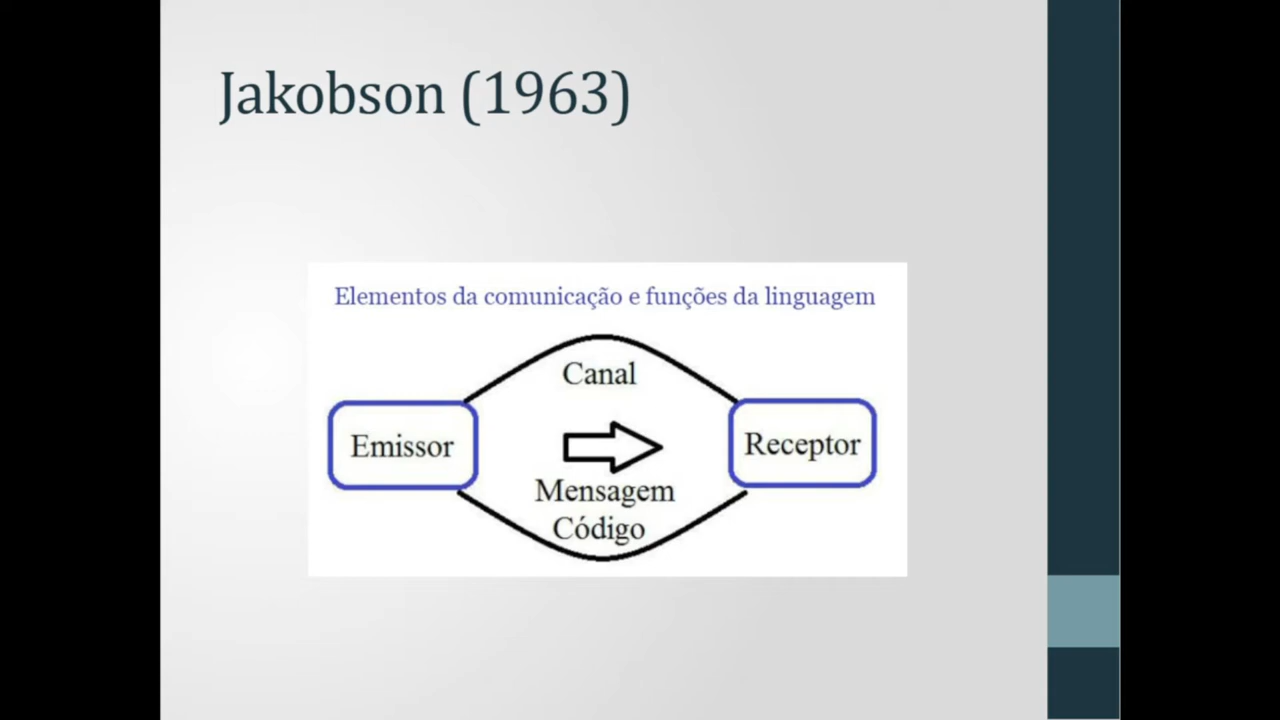 Jakobson (1963)
Elementos da comunicação e funções da linguagem
Canal
Emissor
Receptor
Mensagem
Código